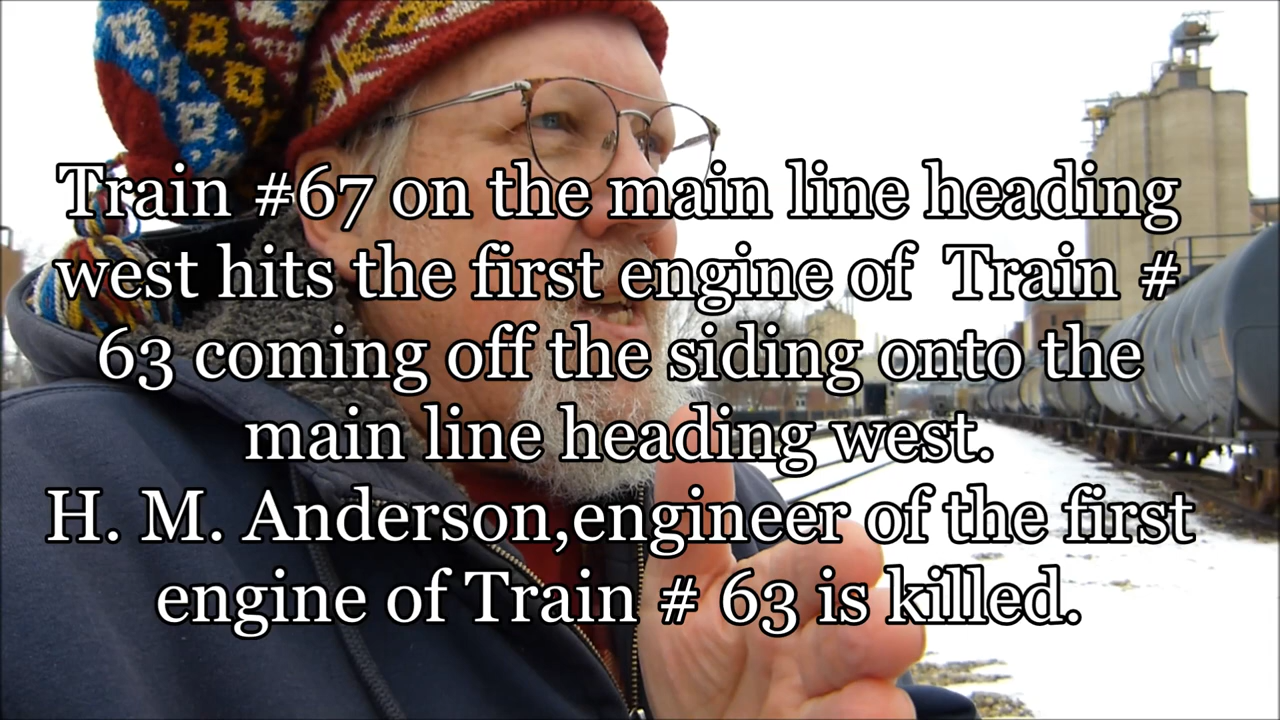 Train #67 on the main line heading
west hits the first engine of Train #
63 coming off the siding onto the
main line heading west.
H. M. Anderson,engineer of the first
engine of Train # 63 is killed.